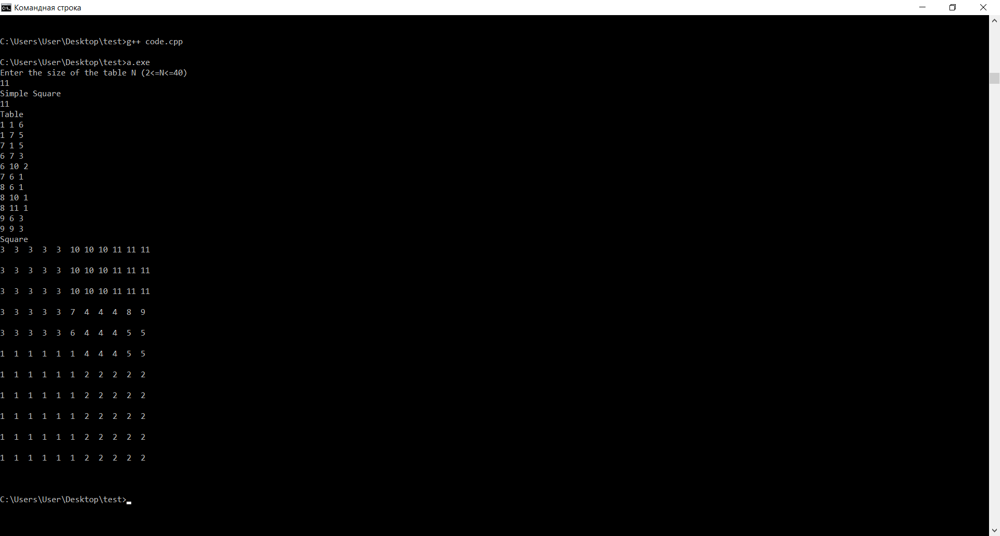 Командная строка
C:\Users\User\Desktop\test>g++ code.cpp
C:\Users\User\Desktop\test>a.exe
Enter the size of the table N (2<=N<=40)
11
Simple Square
11
Table
1 1 6
1 7 5
7 1 5
6 7 3
6 10 2
7 6 1
8 6 1
8 10 1
8 11 1
9 6 3
9 9 3
Square
3  3  3  3  3  10 10 10 11 11 11
3  3  3  3  3  10 10 10 11 11 11
3  3  3  3  3  10 10 10 11 11 11
3  3  3  3  3  7  4  4  4  8  9
3  3  3  3  3  6  4  4  4  5  5
1  1  1  1  1  1  4  4  4  5  5
1  1  1  1  1  1  2  2  2  2  2
1  1  1  1  1  1  2  2  2  2  2
1  1  1  1  1  1  2  2  2  2  2
1  1  1  1  1  1  2  2  2  2  2
1  1  1  1  1  1  2  2  2  2  2
C:\Users\User\Desktop\test>